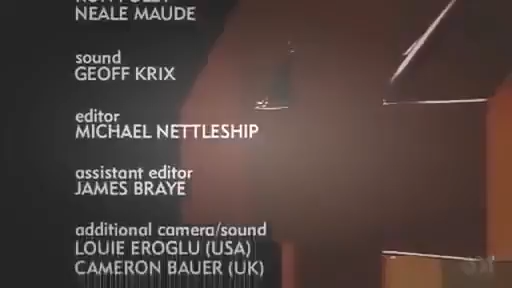 NEALE MAUDE
sound
GEOFF KRIX
editor
MICHAEL NETTLESHIP
assistant editor
JAMES BRAYE
additional camera/sound
LOUIE EROGLU (USA)
CAMERON BAUER (UK)